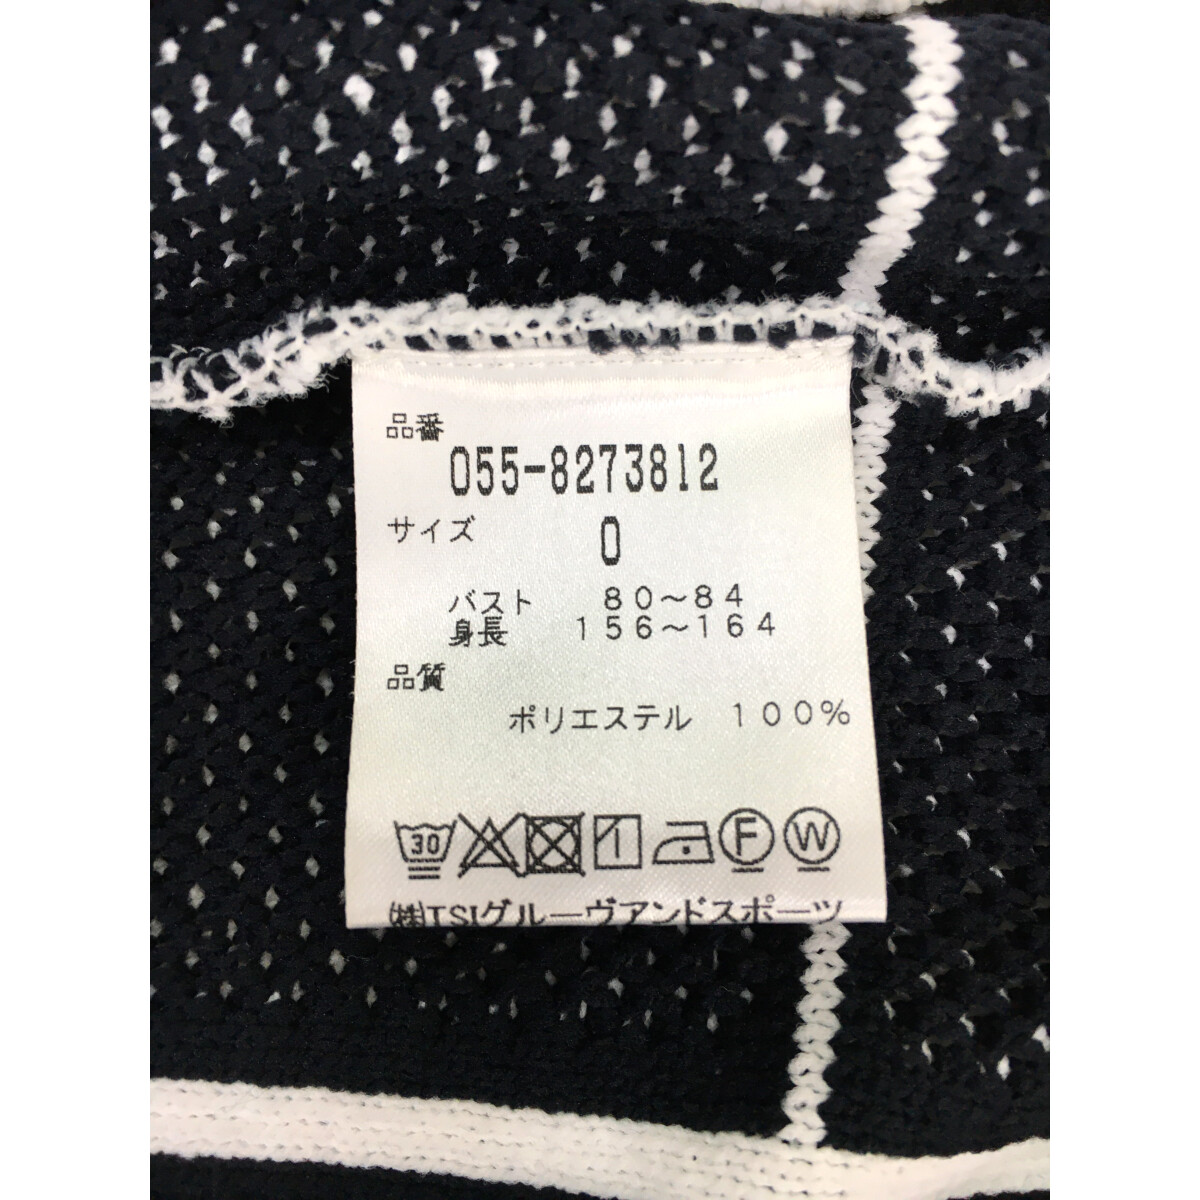 品番
055-8273812
サイズ 0
バスト 80～84
身長 156～164
品質
ポリエステル 100%
30 F W
㈱TSIグルーヴアンドスポーツ